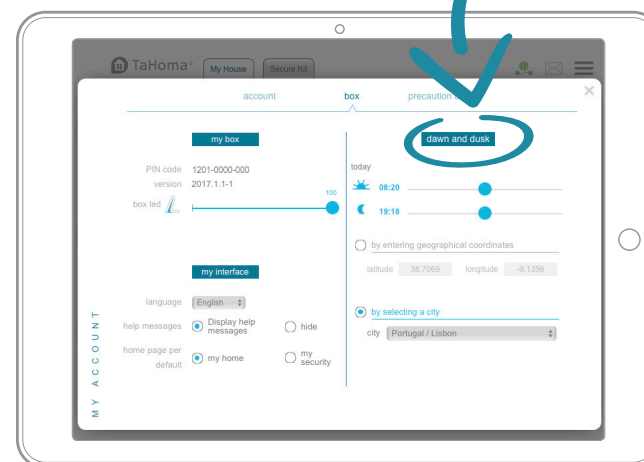 TaHoma®
My House
Secure Kit
account
box
precaution
my box
dawn and dusk
PIN code 1201-0000-000
version 2017.1.1-1
box led
100
today
08:20
19:18
by entering geographical coordinates
latitude 38.7069 longitude -9.1356
my interface
language English
help messages Display help messages hide
home page per default my home my security
by selecting a city
city Portugal / Lisbon
MY ACCOUNT